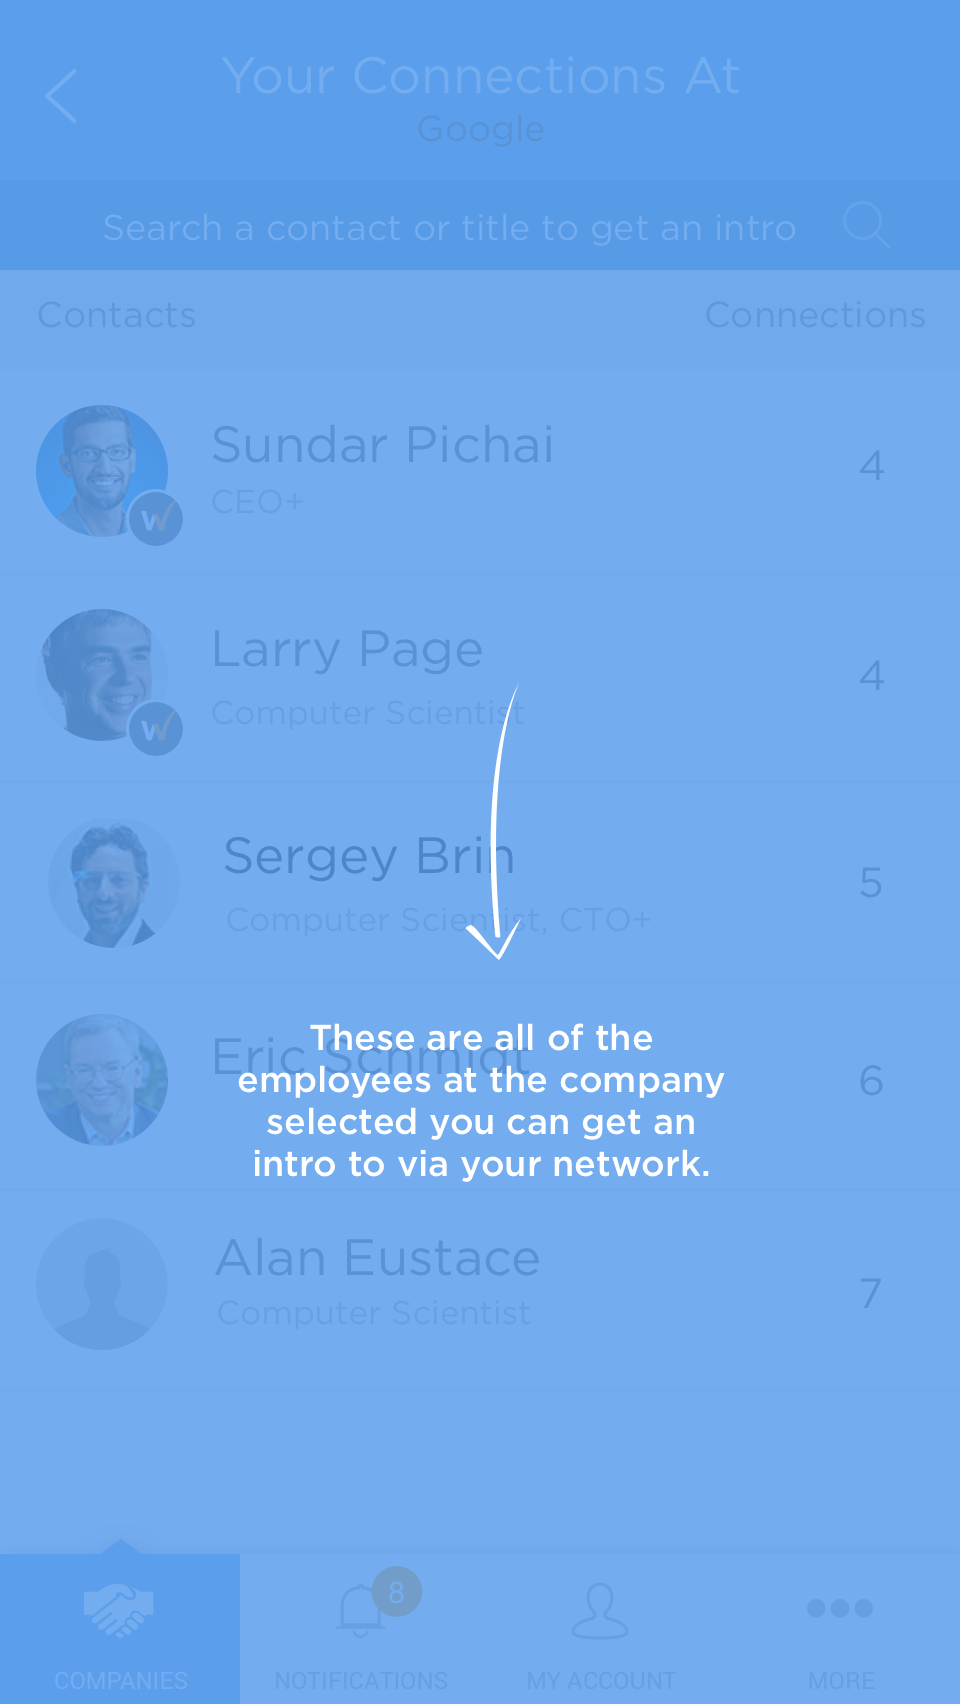 Your Connections At
Google
Search a contact or title to get an intro
Contacts Connections
Sundar Pichai
CEO+
4
W
Larry Page
Computer Scientist
4
W
Sergey Brin
Computer Scientist, CTO+
5
Eric Schmidt
6
These are all of the
employees at the company
selected you can get an
intro to via your network.
Alan Eustace
Computer Scientist
7
8
COMPANIES NOTIFICATIONS MY ACCOUNT MORE